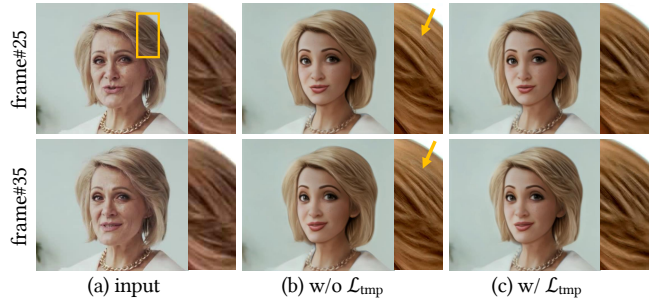 frame#25
frame#35
(a) input
(b) w/o ℒtmp
(c) w/ ℒtmp